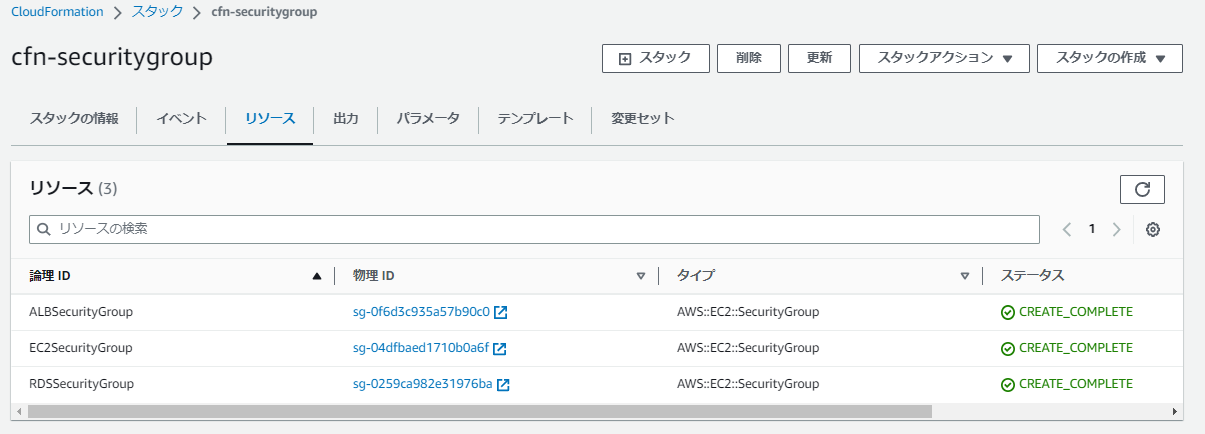 CloudFormation > スタック > cfn-securitygroup
cfn-securitygroup
スタック 削除 更新 スタックアクション ▼ スタックの作成 ▼
スタックの情報 イベント リソース 出力 パラメータ テンプレート 変更セット
リソース (3)
リソースの検索 < 1 >
論理 ID ▲ 物理 ID ▽ タイプ ▽ ステータス
ALBSecurityGroup sg-0f6d3c935a57b90c0 AWS::EC2::SecurityGroup CREATE_COMPLETE
EC2SecurityGroup sg-04dfbaed1710b0a6f AWS::EC2::SecurityGroup CREATE_COMPLETE
RDSSecurityGroup sg-0259ca982e31976ba AWS::EC2::SecurityGroup CREATE_COMPLETE